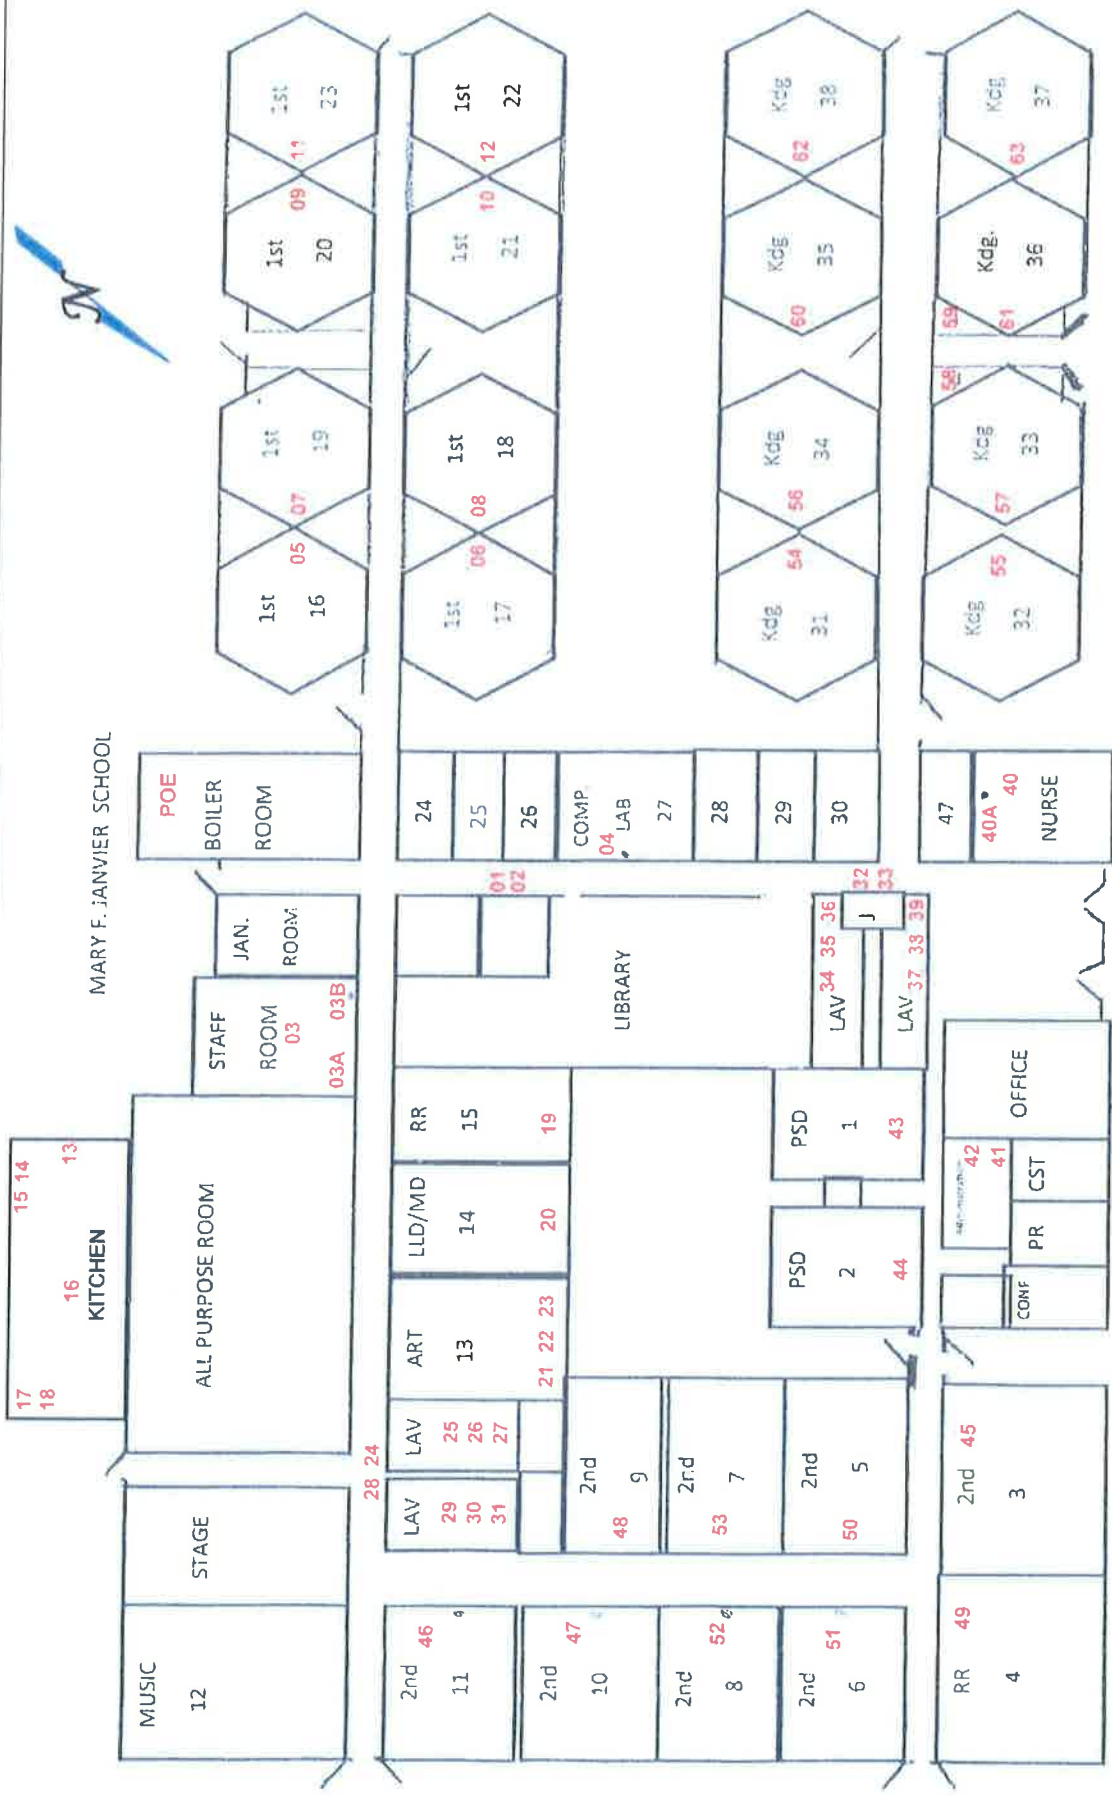 MARY F. JANVIER SCHOOL
N
1st
23
11
09
1st
20
1st
19
07
05
1st
16
1st
22
12
10
1st
21
1st
18
08
06
1st
17
Kdg
38
62
Kdg
35
60
Kdg
34
56
54
Kdg
31
Kdg
37
63
Kdg.
36
59
61
58
Kdg
33
57
55
Kdg
32
POE
BOILER
ROOM
24
25
26
COMP.
04 LAB
27
28
29
30
47
40A 40
NURSE
JAN.
ROOM
STAFF
ROOM
03
03A 03B
01
02
LIBRARY
32
33
LAV 34 35 36
J
LAV 37 38 39
15 14
13
16
KITCHEN
17
18
ALL PURPOSE ROOM
RR
15
19
LLD/MD
14
20
ART
13
21 22 23
LAV
25
26
27
28 24
LAV
29
30
31
PSD
1
43
PSD
2
44
OFFICE
42
41
CST
PR
CONF
STAGE
MUSIC
12
2nd
9
48
2nd
7
53
2nd
5
50
2nd 45
3
2nd 46
11
2nd 47
10
2nd 52
8
2nd 51
6
RR 49
4